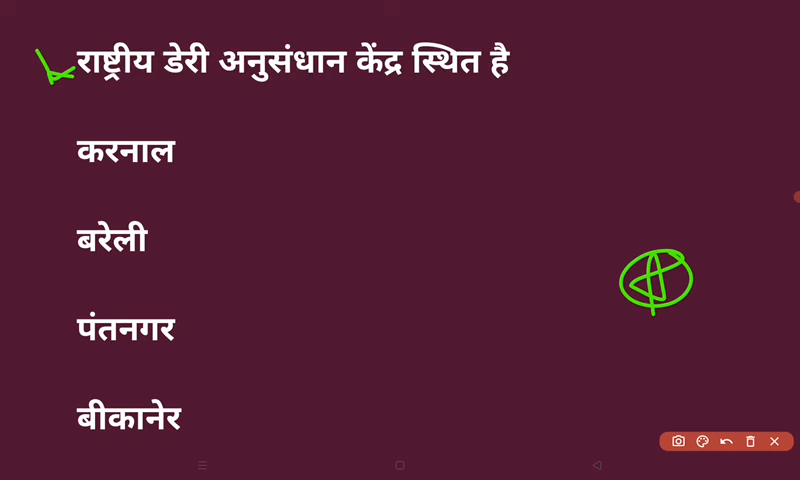 राष्ट्रीय डेरी अनुसंधान केंद्र स्थित है
करनाल
बरेली
पंतनगर
बीकानेर